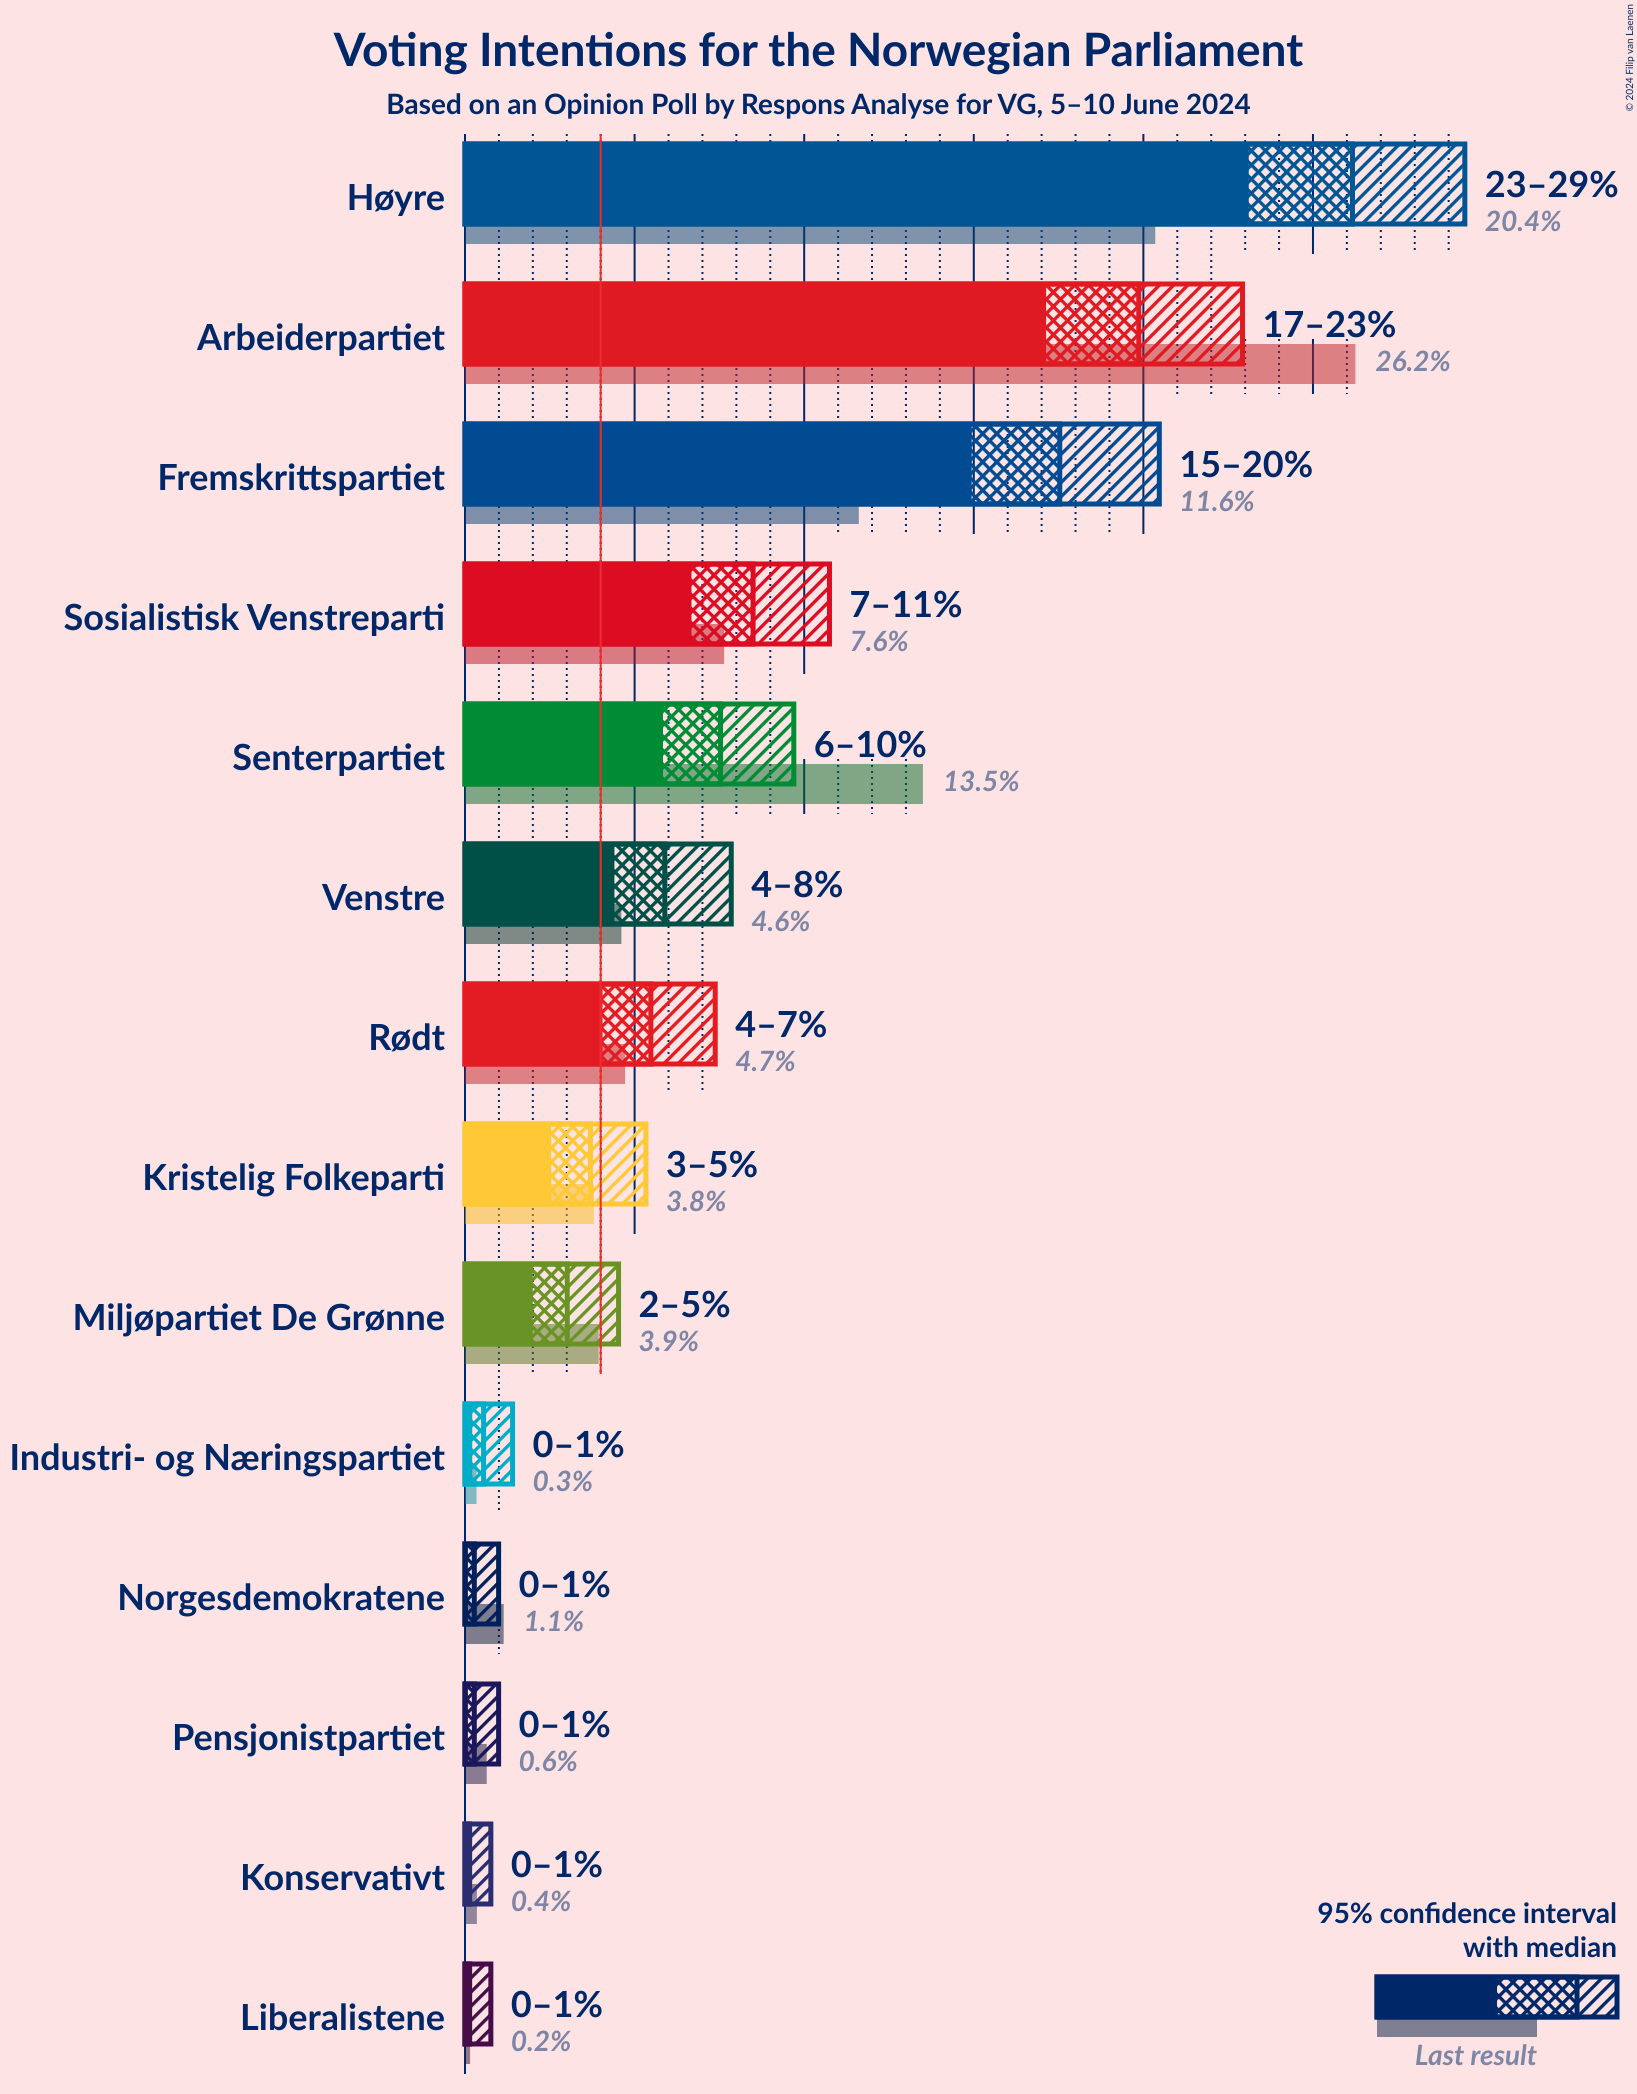 © 2024 Filip van Laenen
Voting Intentions for the Norwegian Parliament
Based on an Opinion Poll by Respons Analyse for VG, 5–10 June 2024
Høyre
23–29%
20.4%
Arbeiderpartiet
17–23%
26.2%
Fremskrittspartiet
15–20%
11.6%
Sosialistisk Venstreparti
7–11%
7.6%
Senterpartiet
6–10%
13.5%
Venstre
4–8%
4.6%
Rødt
4–7%
4.7%
Kristelig Folkeparti
3–5%
3.8%
Miljøpartiet De Grønne
2–5%
3.9%
Industri- og Næringspartiet
0–1%
0.3%
Norgesdemokratene
0–1%
1.1%
Pensjonistpartiet
0–1%
0.6%
Konservativt
0–1%
0.4%
Liberalistene
0–1%
0.2%
95% confidence interval
with median
Last result